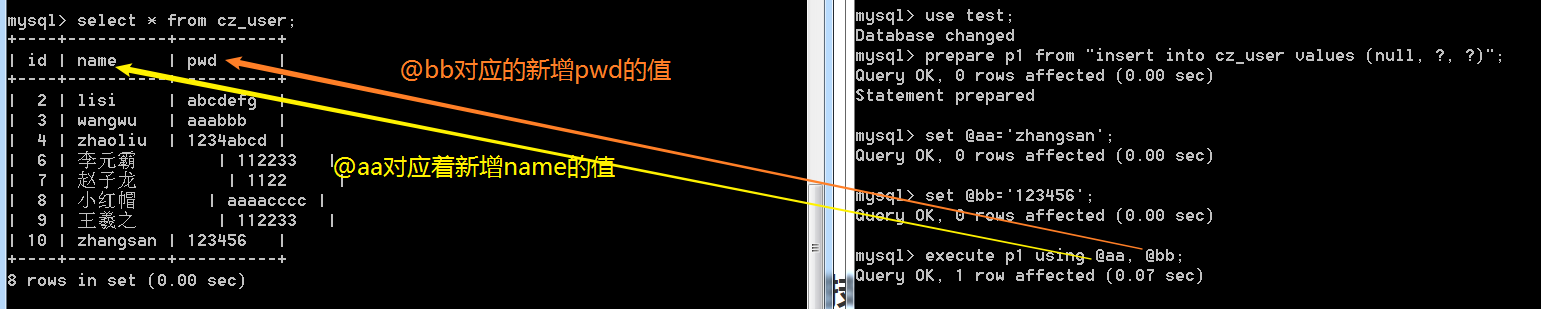 mysql> select * from cz_user;
+----+----------+----------+
| id | name | pwd |
+----+----------+----------+
| 2 | lisi | abcdefg |
| 3 | wangwu | aaabbb |
| 4 | zhaoliu | 1234abcd |
| 6 | 李元霸 | 112233 |
| 7 | 赵子龙 | 1122 |
| 8 | 小红帽 | aaaacccc |
| 9 | 王羲之 | 112233 |
| 10 | zhangsan | 123456 |
+----+----------+----------+
8 rows in set (0.00 sec)
@bb对应的新增pwd的值
@aa对应着新增name的值
mysql> use test;
Database changed
mysql> prepare p1 from "insert into cz_user values (null, ?, ?)";
Query OK, 0 rows affected (0.00 sec)
Statement prepared
mysql> set @aa='zhangsan';
Query OK, 0 rows affected (0.00 sec)
mysql> set @bb='123456';
Query OK, 0 rows affected (0.00 sec)
mysql> execute p1 using @aa, @bb;
Query OK, 1 row affected (0.07 sec)